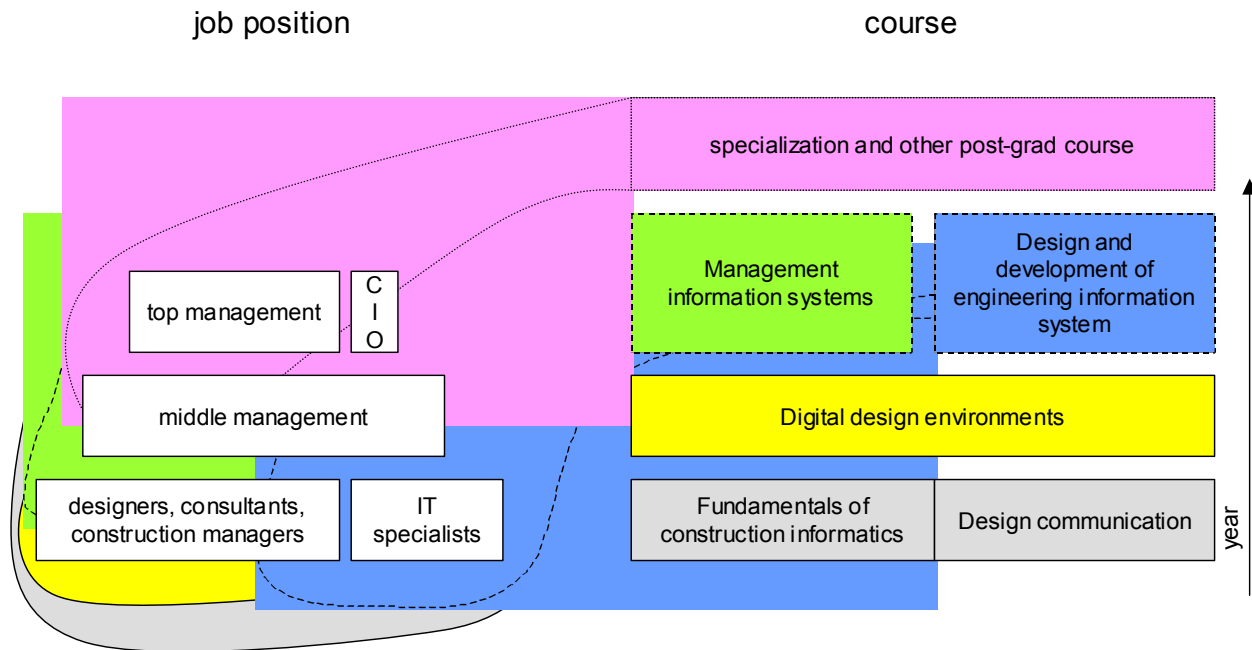 job position
course
specialization and other post-grad course
Management
information systems
Design and
development of
engineering information
system
top management
C
I
O
middle management
Digital design environments
designers, consultants,
construction managers
IT
specialists
Fundamentals of
construction informatics
Design communication
year